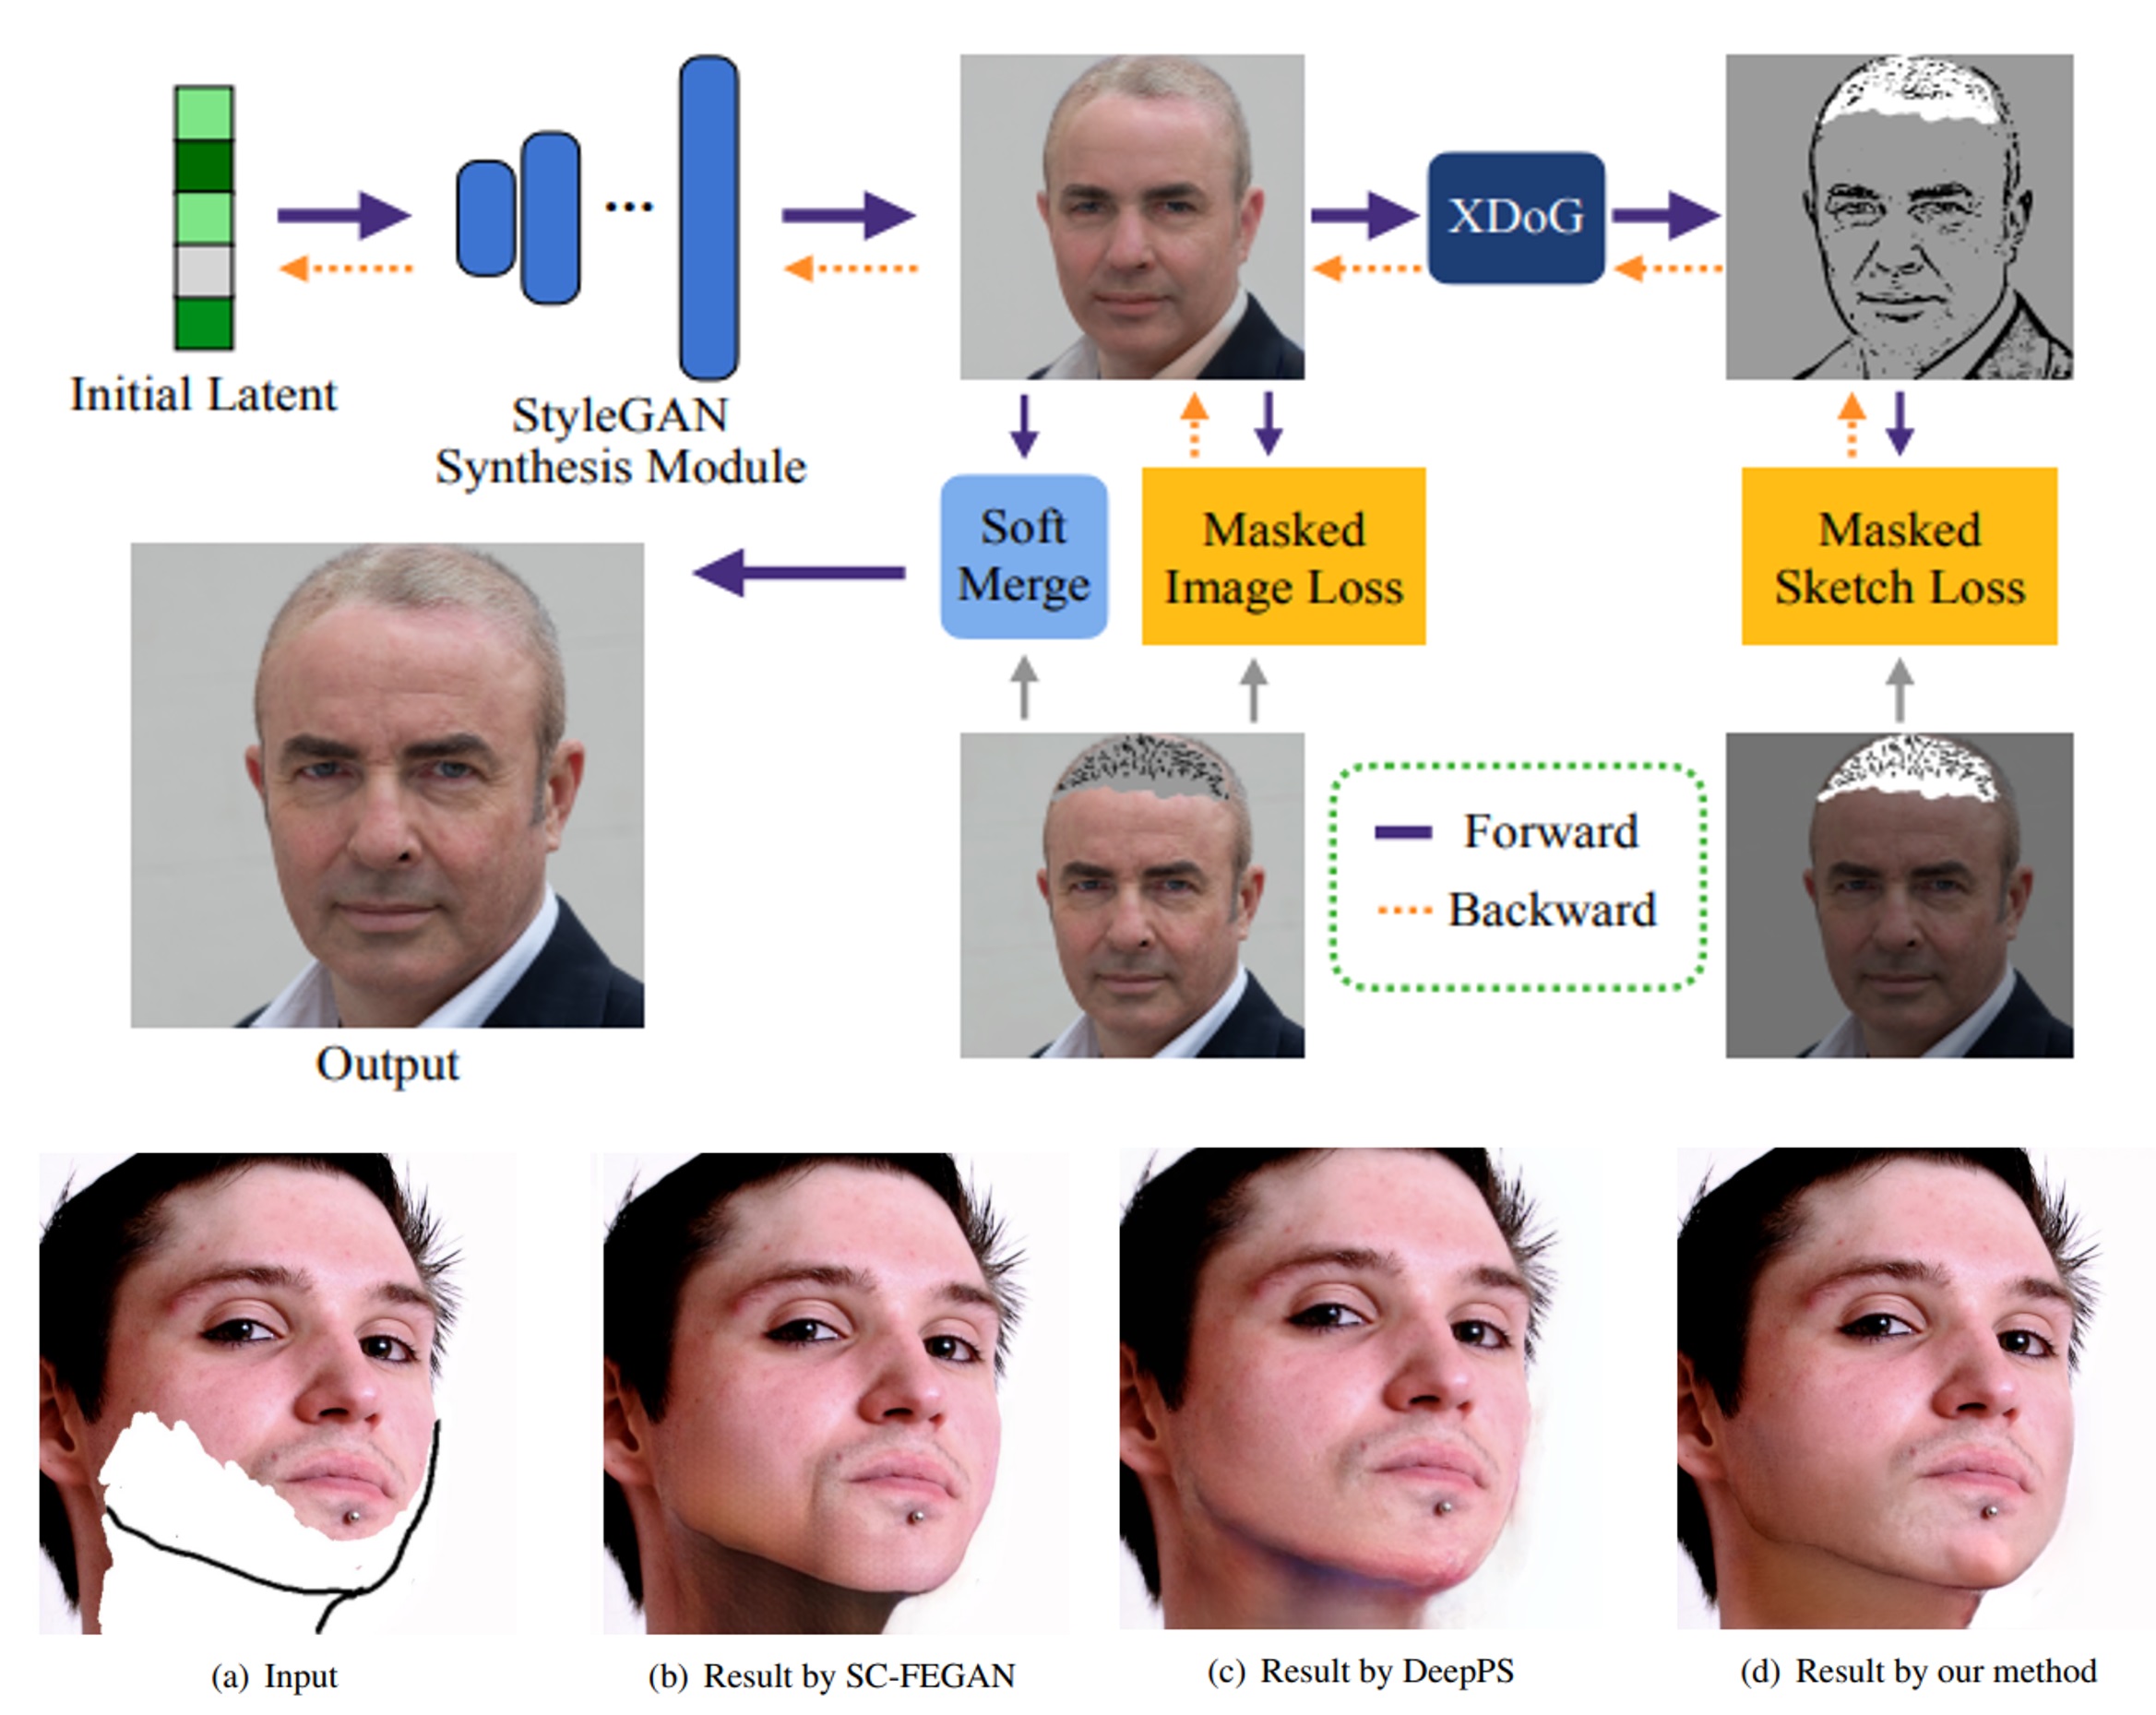 XDoG
Initial Latent
StyleGAN
Synthesis Module
Soft
Merge
Masked
Image Loss
Masked
Sketch Loss
Forward
Backward
Output
(a) Input
(b) Result by SC-FEGAN
(c) Result by DeepPS
(d) Result by our method